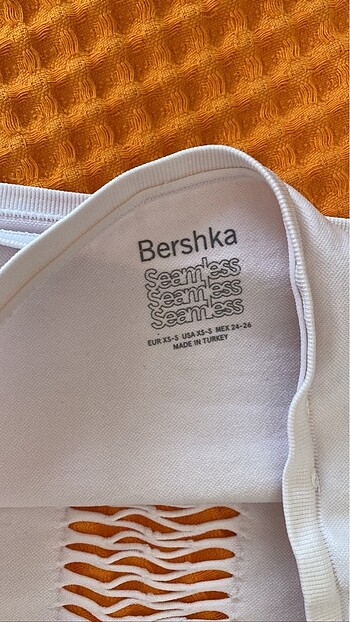 Bershka
Seamless
Seamless
Seamless
EUR XS-S USA XS-S MEX 24-26
MADE IN TURKEY